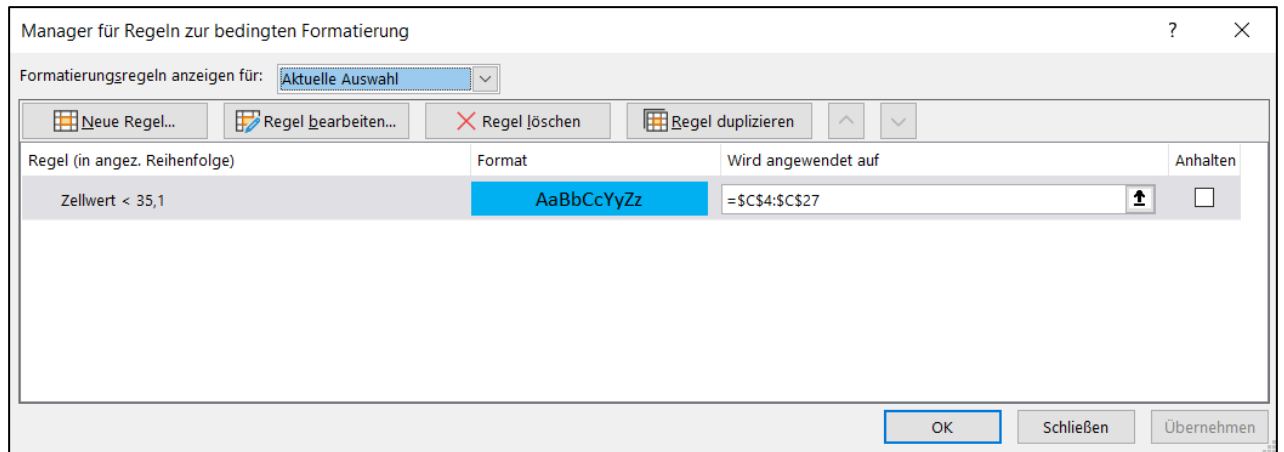 Manager für Regeln zur bedingten Formatierung ?
Formatierungsregeln anzeigen für: Aktuelle Auswahl
Neue Regel... Regel bearbeiten... Regel löschen Regel duplizieren
Regel (in angez. Reihenfolge) Format Wird angewendet auf Anhalten
Zellwert < 35,1 AaBbCcYyZz =$C$4:$C$27
OK Schließen Übernehmen